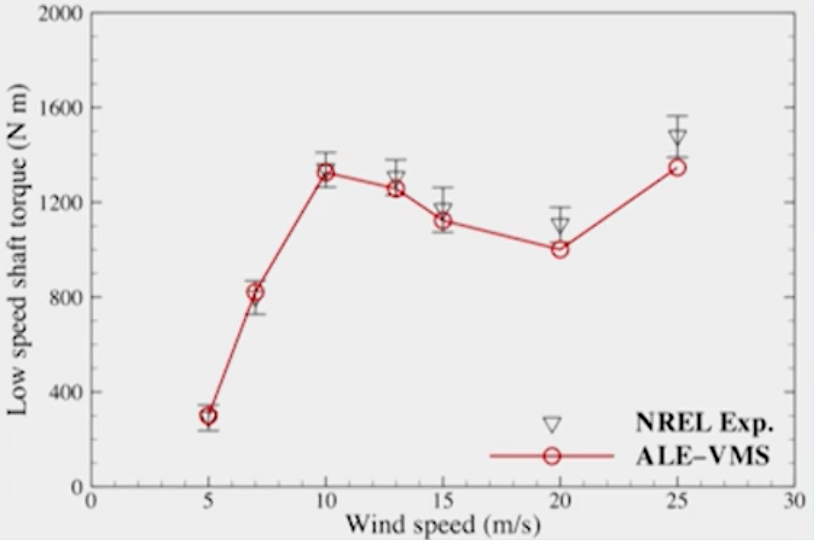 2000
1600
1200
800
400
0
Low speed shaft torque (N m)
0 5 10 15 20 25 30
Wind speed (m/s)
NREL Exp.
ALE–VMS